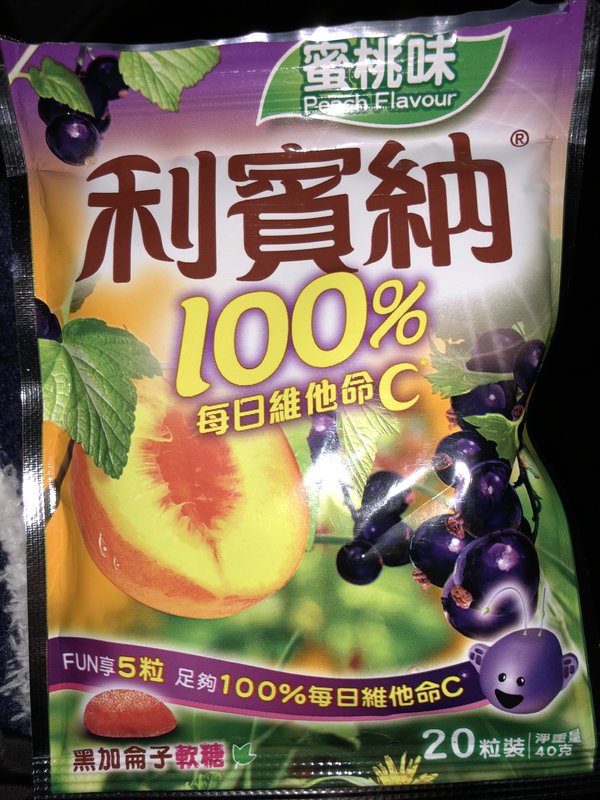 蜜桃味
Peach Flavour
利賓納®
100%
每日維他命C*
FUN享5粒 足夠100%每日維他命C*
黑加侖子軟糖
20粒裝
淨重量
40克